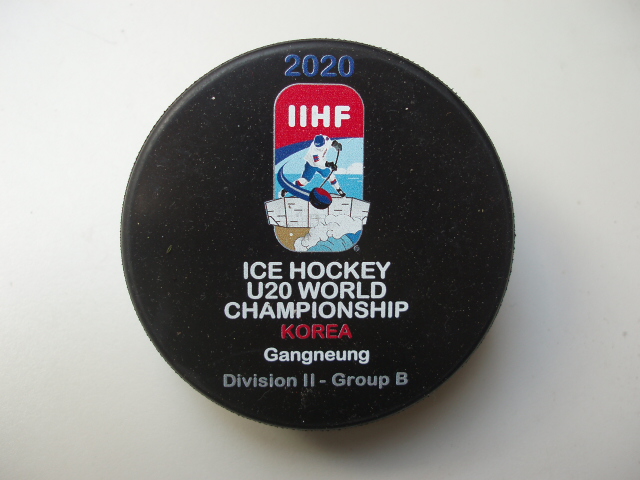 2020
IIHF
ICE HOCKEY
U20 WORLD
CHAMPIONSHIP
KOREA
Gangneung
Division II - Group B